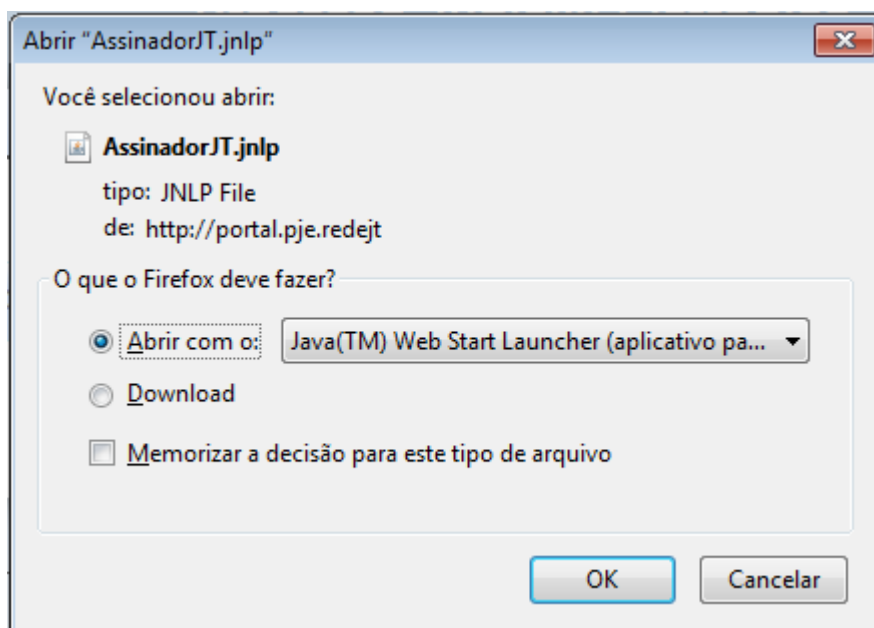 Abrir "AssinadorJT.jnlp"
Você selecionou abrir:
AssinadorJT.jnlp
tipo: JNLP File
de: http://portal.pje.redejt
O que o Firefox deve fazer?
Abrir com o: Java(TM) Web Start Launcher (aplicativo pa...
Download
Memorizar a decisão para este tipo de arquivo
OK Cancelar